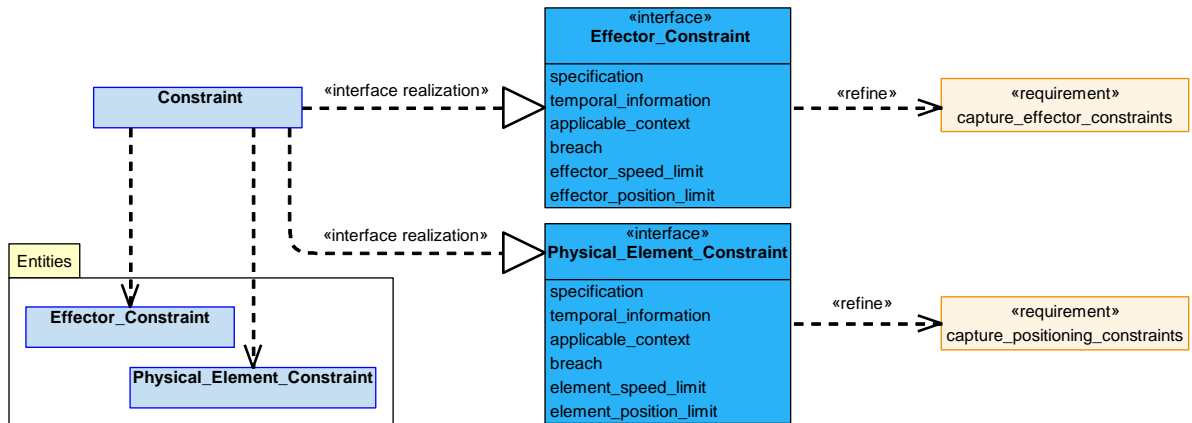 «interface»
Effector_Constraint
specification
temporal_information
applicable_context
breach
effector_speed_limit
effector_position_limit
Constraint
«interface realization»
«refine»
«requirement»
capture_effector_constraints
«interface realization»
«interface»
Physical_Element_Constraint
specification
temporal_information
applicable_context
breach
element_speed_limit
element_position_limit
«refine»
«requirement»
capture_positioning_constraints
Entities
Effector_Constraint
Physical_Element_Constraint